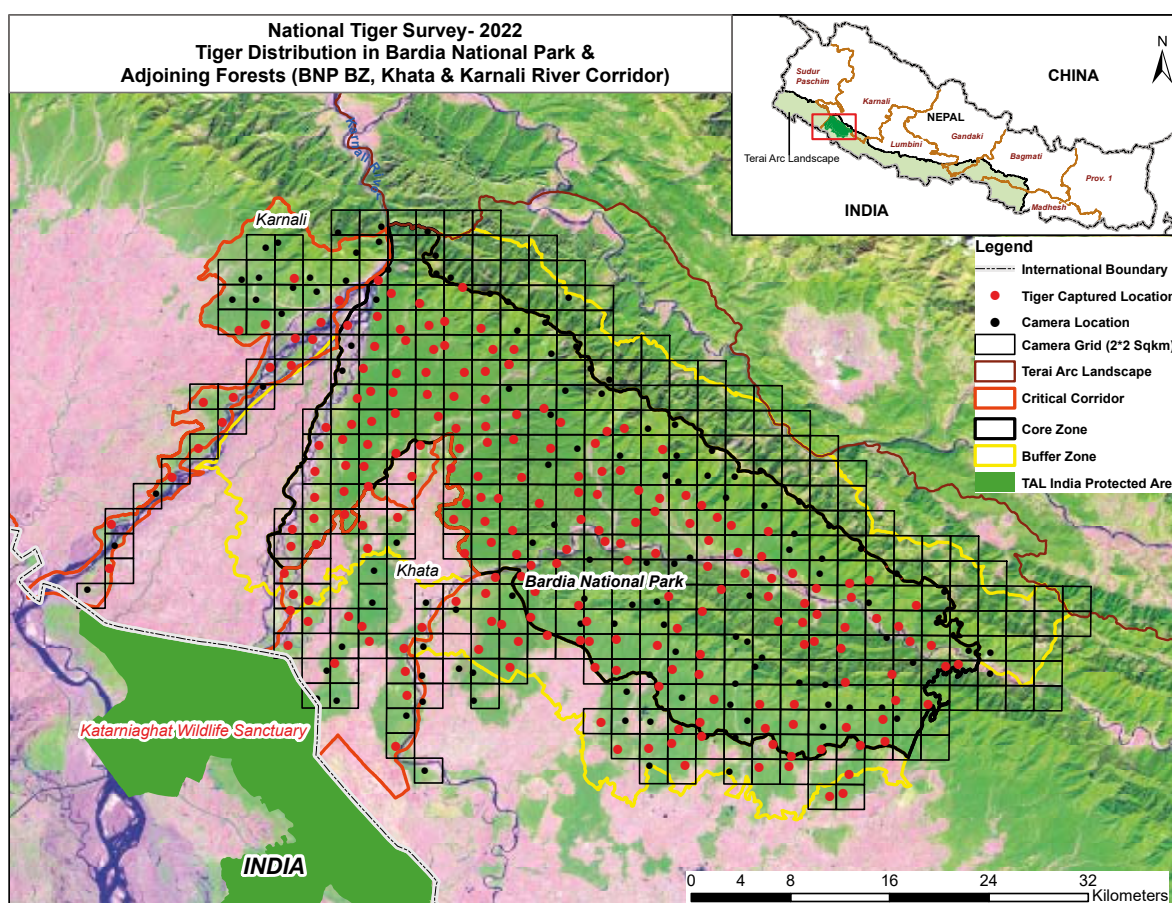 National Tiger Survey- 2022
Tiger Distribution in Bardia National Park &
Adjoining Forests (BNP BZ, Khata & Karnali River Corridor)
N
CHINA
Sudur
Paschim
Karnali
NEPAL
Gandaki
Lumbini
Bagmati
Prov. 1
Terai Arc Landscape
Madhesh
INDIA
Karnali
Legend
International Boundary
Tiger Captured Location
Camera Location
Camera Grid (2*2 Sqkm)
Terai Arc Landscape
Critical Corridor
Core Zone
Buffer Zone
TAL India Protected Area
Khata
Bardia National Park
Katarniaghat Wildlife Sanctuary
INDIA
0 4 8 16 24 32
Kilometers